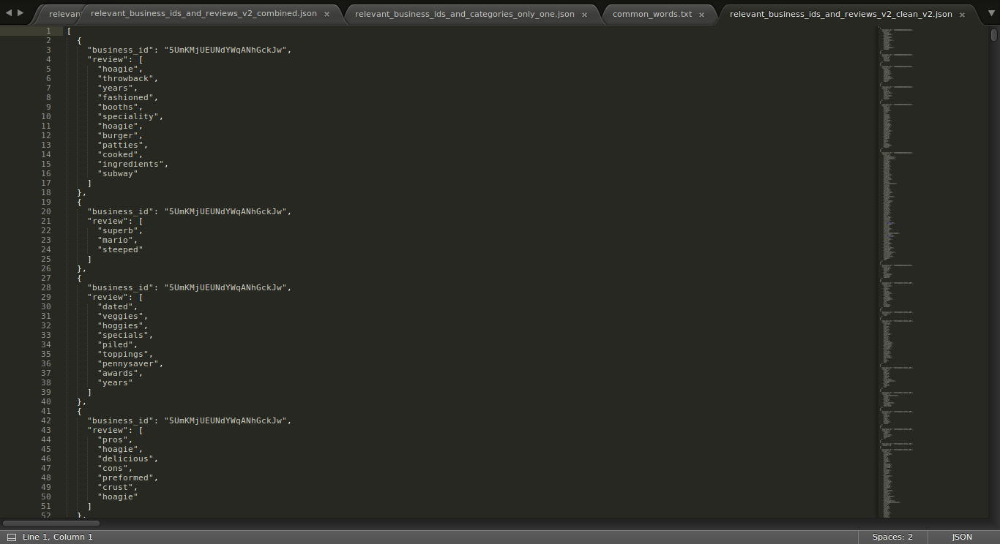 relevan
relevant_business_ids_and_reviews_v2_combined.json ×
relevant_business_ids_and_categories_only_one.json ×
common_words.txt ×
relevant_business_ids_and_reviews_v2_clean_v2.json ×
1 [
2 {
3 "business_id": "5UmKMjUEUNdYWqANhGckJw",
4 "review": [
5 "hoagie",
6 "throwback",
7 "years",
8 "fashioned",
9 "booths",
10 "speciality",
11 "hoagie",
12 "burger",
13 "patties",
14 "cooked",
15 "ingredients",
16 "subway"
17 ]
18 },
19 {
20 "business_id": "5UmKMjUEUNdYWqANhGckJw",
21 "review": [
22 "superb",
23 "mario",
24 "steeped"
25 ]
26 },
27 {
28 "business_id": "5UmKMjUEUNdYWqANhGckJw",
29 "review": [
30 "dated",
31 "veggies",
32 "hoggies",
33 "specials",
34 "piled",
35 "toppings",
36 "pennysaver",
37 "awards",
38 "years"
39 ]
40 },
41 {
42 "business_id": "5UmKMjUEUNdYWqANhGckJw",
43 "review": [
44 "pros",
45 "hoagie",
46 "delicious",
47 "cons",
48 "preformed",
49 "crust",
50 "hoagie"
51 ]
52 },
Line 1, Column 1
Spaces: 2
JSON